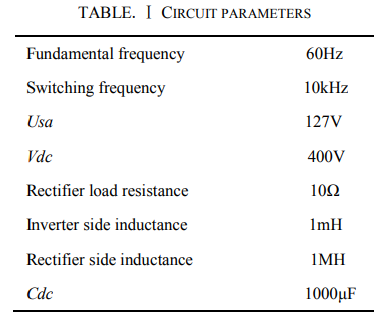 TABLE. Ⅰ CIRCUIT PARAMETERS
Fundamental frequency 60Hz
Switching frequency 10kHz
Usa 127V
Vdc 400V
Rectifier load resistance 10Ω
Inverter side inductance 1mH
Rectifier side inductance 1MH
Cdc 1000μF